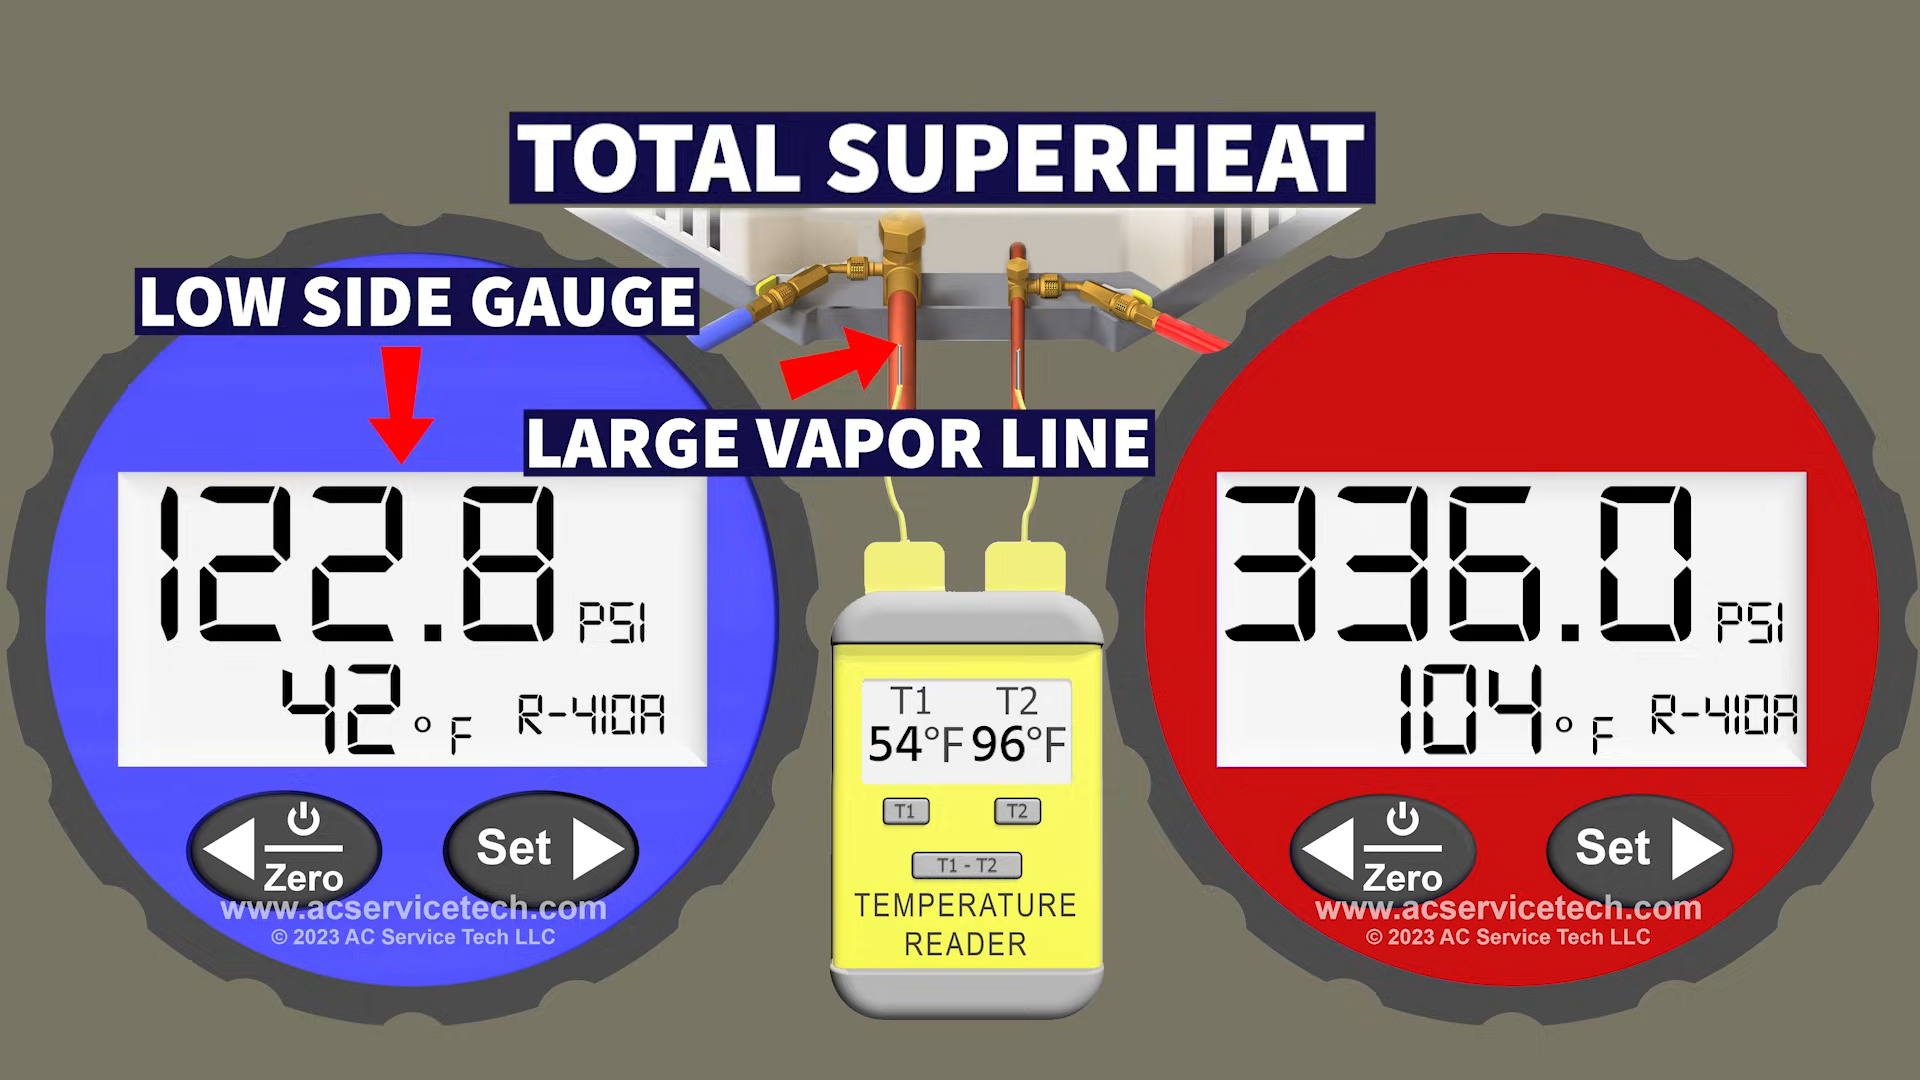 TOTAL SUPERHEAT
LOW SIDE GAUGE
LARGE VAPOR LINE
122.8 PSI
42°F R-410A
Zero
Set
www.acservicetech.com
© 2023 AC Service Tech LLC
T1 T2
54°F 96°F
T1 T2
T1 - T2
TEMPERATURE
READER
336.0 PSI
104°F R-410A
Zero
Set
www.acservicetech.com
© 2023 AC Service Tech LLC